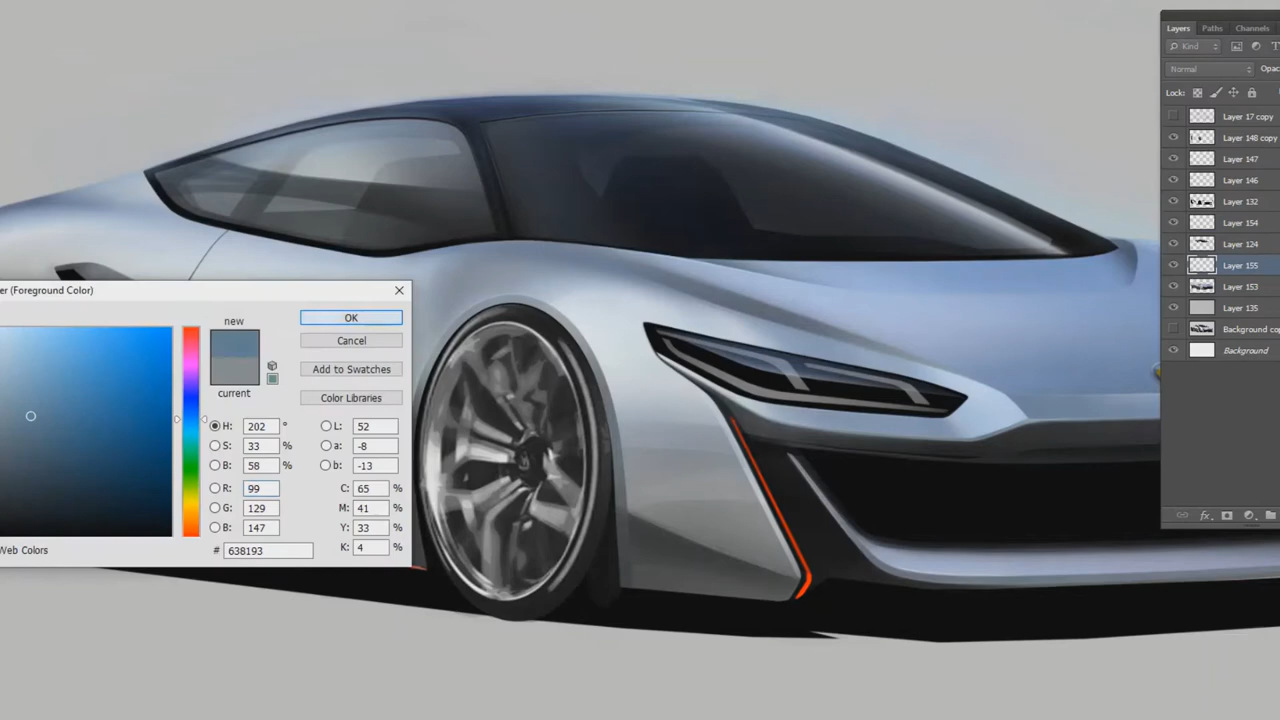 Layers Paths Channels
Kind
Normal Opac
Lock:
Layer 17 copy
Layer 148 copy
Layer 147
Layer 146
Layer 132
Layer 154
Layer 124
Layer 155
Layer 153
Layer 135
Background co
Background
fx
er (Foreground Color)
new
current
OK
Cancel
Add to Swatches
Color Libraries
H: 202 ° L: 52
S: 33 % a: -8
B: 58 % b: -13
R: 99 C: 65 %
G: 129 M: 41 %
B: 147 Y: 33 %
# 638193 K: 4 %
Web Colors